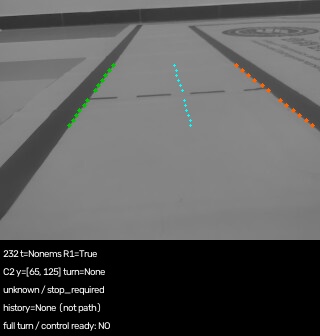 232 t=Nonems R1=True
C2 y=[65, 125] turn=None
unknown / stop_required
history=None (not path)
full turn / control ready: NO